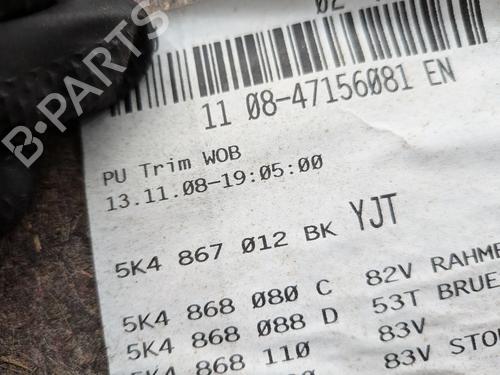 B-PARTS
11 08-47156081 EN
PU Trim WOB
13.11.08-19:05:00
5K4 867 012 BK YJT
5K4 868 080 C 82V RAHME
5K4 868 088 D 53T BRUE
5K4 868 110 83V
83V STO